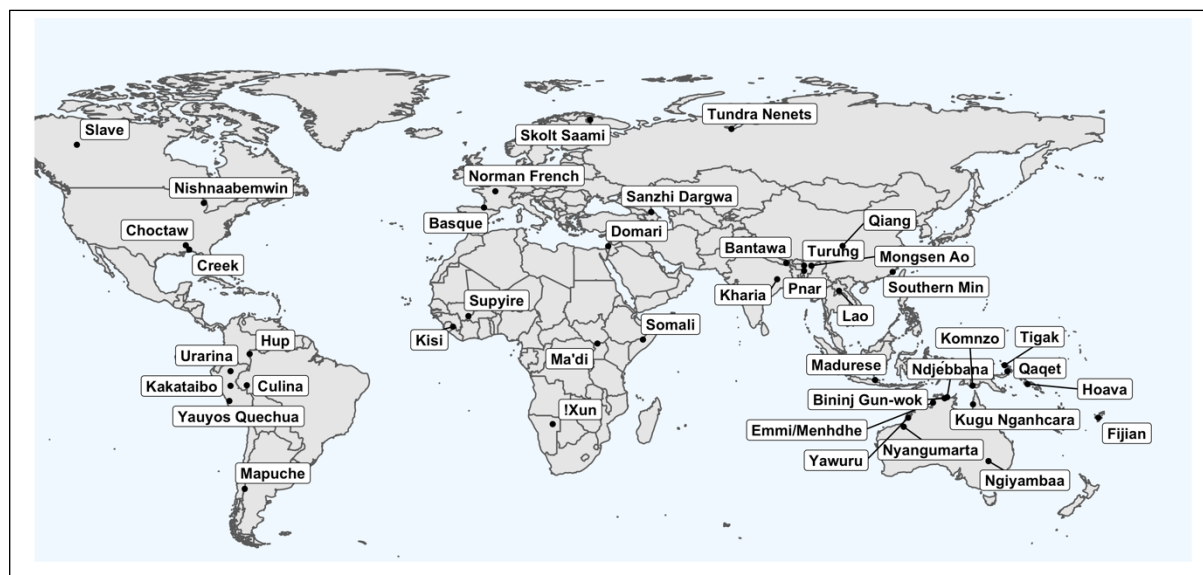 Slave
Tundra Nenets
Skolt Saami
Norman French
Nishnaabemwin
Sanzhi Dargwa
Basque
Qiang
Choctaw
Domari
Bantawa
Turung
Mongsen Ao
Creek
Kharia
Pnar
Southern Min
Supyire
Lao
Somali
Komnzo
Tigak
Hup
Kisi
Urarina
Ma'di
Madurese
Ndjebbana
Qaqet
Kakataibo
Culina
Hoava
Bininj Gun-wok
Yauyos Quechua
!Xun
Kugu Nganhcara
Emmi/Menhdhe
Fijian
Nyangumarta
Yawuru
Mapuche
Ngiyambaa